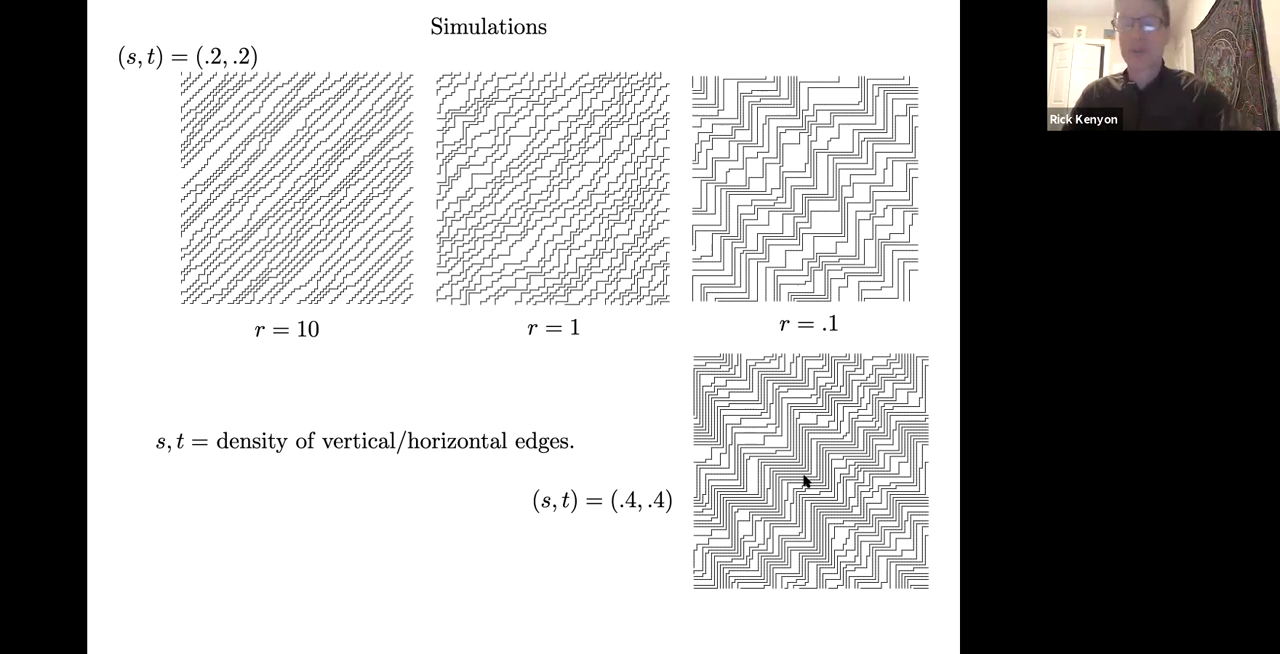 Simulations
(s, t) = (.2, .2)
r = 10
r = 1
r = .1
s, t = density of vertical/horizontal edges.
(s, t) = (.4, .4)
Rick Kenyon